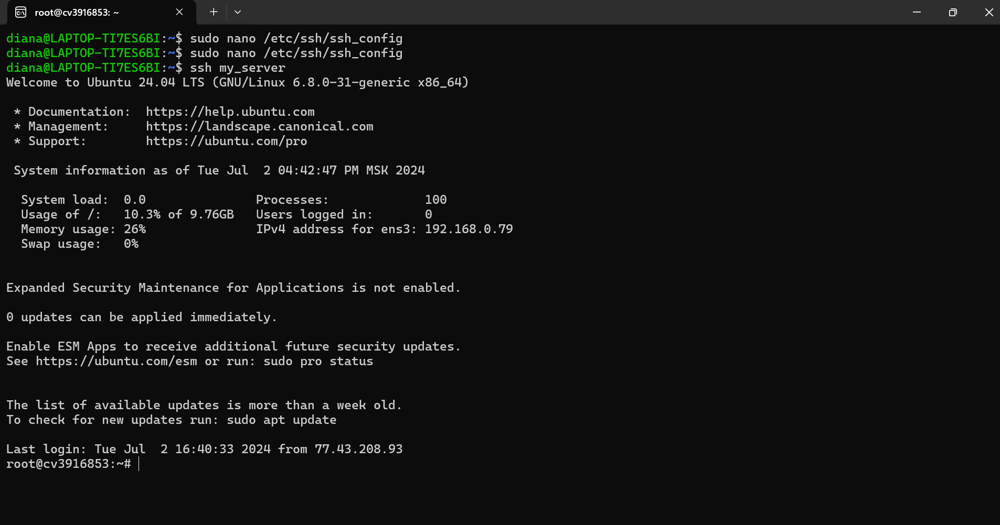 root@cv3916853: ~
diana@LAPTOP-TI7ES6BI:~$ sudo nano /etc/ssh/ssh_config
diana@LAPTOP-TI7ES6BI:~$ sudo nano /etc/ssh/ssh_config
diana@LAPTOP-TI7ES6BI:~$ ssh my_server
Welcome to Ubuntu 24.04 LTS (GNU/Linux 6.8.0-31-generic x86_64)
* Documentation: https://help.ubuntu.com
* Management: https://landscape.canonical.com
* Support: https://ubuntu.com/pro
System information as of Tue Jul 2 04:42:47 PM MSK 2024
System load: 0.0 Processes: 100
Usage of /: 10.3% of 9.76GB Users logged in: 0
Memory usage: 26% IPv4 address for ens3: 192.168.0.79
Swap usage: 0%
Expanded Security Maintenance for Applications is not enabled.
0 updates can be applied immediately.
Enable ESM Apps to receive additional future security updates.
See https://ubuntu.com/esm or run: sudo pro status
The list of available updates is more than a week old.
To check for new updates run: sudo apt update
Last login: Tue Jul 2 16:40:33 2024 from 77.43.208.93
root@cv3916853:~#